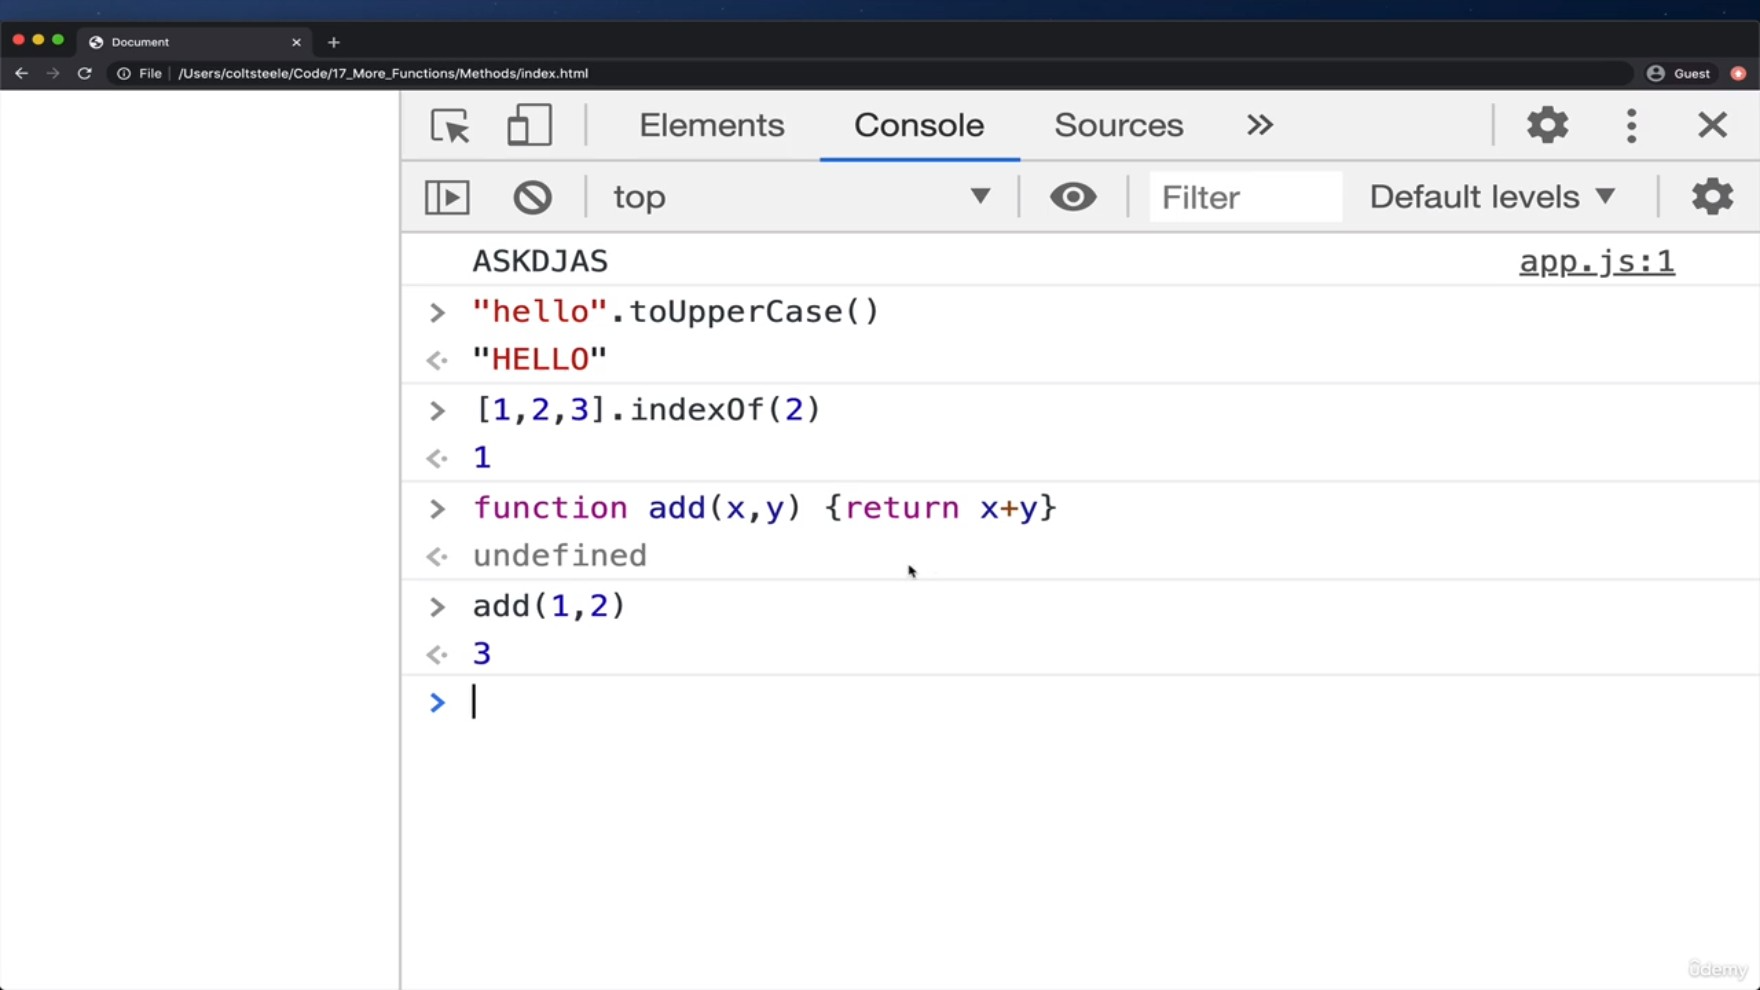 Document
File /Users/coltsteele/Code/17_More_Functions/Methods/index.html Guest
Elements Console Sources
top Filter Default levels
ASKDJAS app.js:1
> "hello".toUpperCase()
"HELLO"
> [1,2,3].indexOf(2)
1
> function add(x,y) {return x+y}
undefined
> add(1,2)
3
>
ûdemy